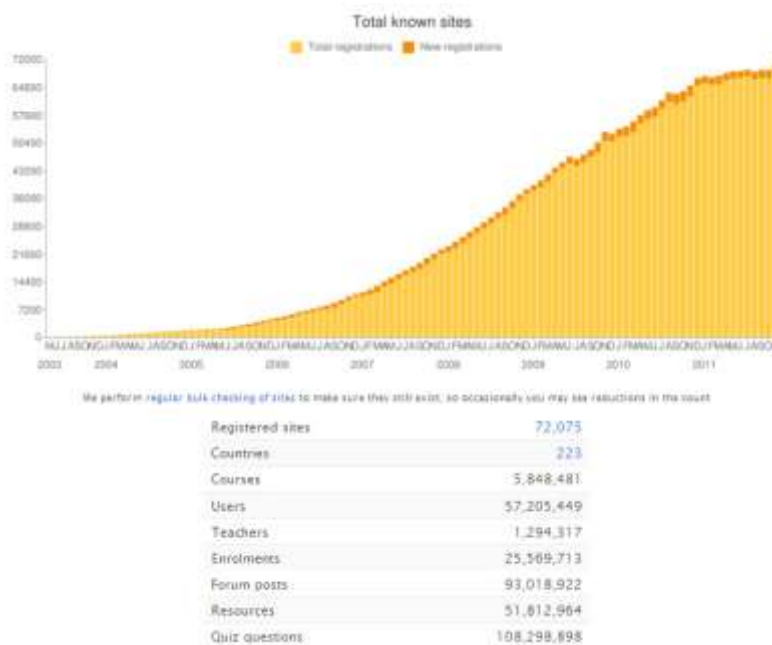 Total known sites
Total registrations New registrations
72000
64800
57600
50400
43200
36000
28800
21600
14400
7200
0
2003 2004 2005 2006 2007 2008 2009 2010 2011
We perform regular bulk checking of sites to make sure they still exist, so occasionally you may see reductions in the count
Registered sites 72,075
Countries 223
Courses 5,848,481
Users 57,205,449
Teachers 1,294,317
Enrolments 25,569,713
Forum posts 93,018,922
Resources 51,812,964
Quiz questions 108,298,898